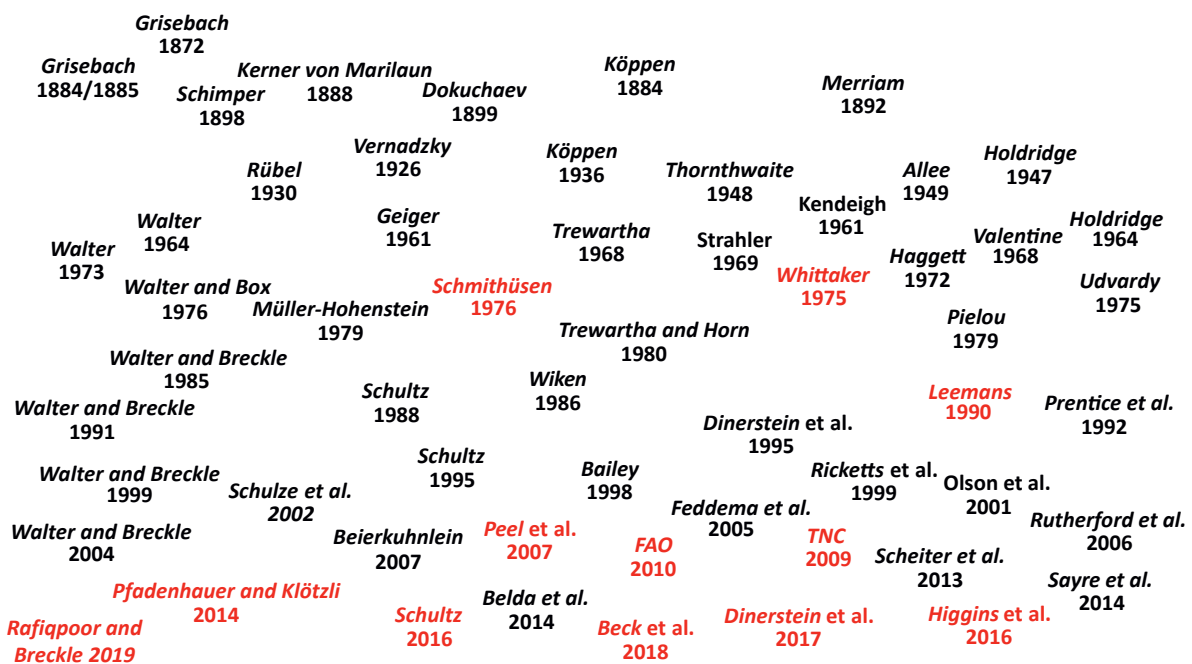 Grisebach
1872
Grisebach
1884/1885
Schimper
1898
Kerner von Marilaun
1888
Dokuchaev
1899
Köppen
1884
Merriam
1892
Rübel
1930
Vernadzky
1926
Köppen
1936
Thornthwaite
1948
Kendeigh
1961
Allee
1949
Holdridge
1947
Walter
1973
Walter
1964
Geiger
1961
Trewartha
1968
Strahler
1969
Whittaker
1975
Haggett
1972
Valentine
1968
Holdridge
1964
Walter and Box
1976
Müller-Hohenstein
1979
Schmithüsen
1976
Trewartha and Horn
1980
Pielou
1979
Udvardy
1975
Walter and Breckle
1985
Walter and Breckle
1991
Schultz
1988
Wiken
1986
Dinerstein et al.
1995
Leemans
1990
Prentice et al.
1992
Walter and Breckle
1999
Schulze et al.
2002
Schultz
1995
Bailey
1998
Feddema et al.
2005
Ricketts et al.
1999
Olson et al.
2001
Rutherford et al.
2006
Walter and Breckle
2004
Beierkuhnlein
2007
Peel et al.
2007
FAO
2010
TNC
2009
Scheiter et al.
2013
Sayre et al.
2014
Rafiqpoor and
Breckle 2019
Pfadenhauer and Klötzli
2014
Schultz
2016
Belda et al.
2014
Beck et al.
2018
Dinerstein et al.
2017
Higgins et al.
2016